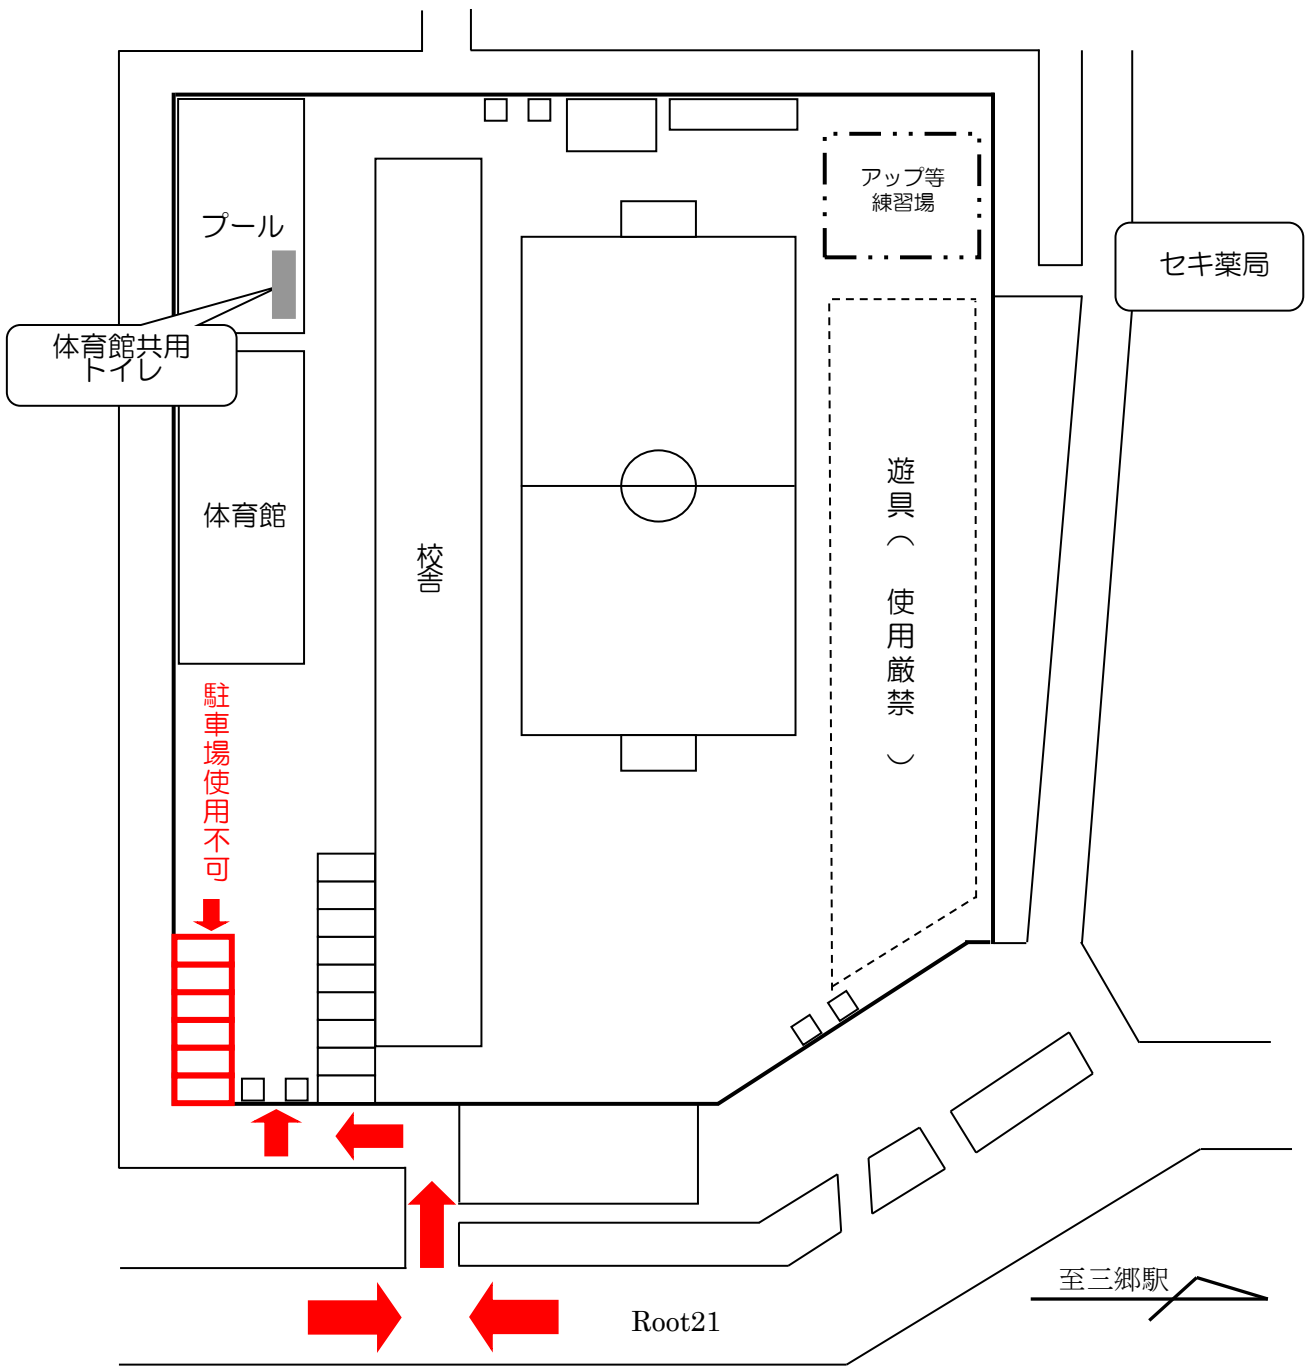 アップ等
練習場
プール
セキ薬局
体育館共用
トイレ
体育館
校舎
遊具（使用厳禁）
駐車場使用不可
至三郷駅
Root21